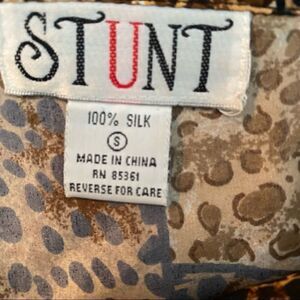 STUNT
100% SILK
S
MADE IN CHINA
RN 85361
REVERSE FOR CARE